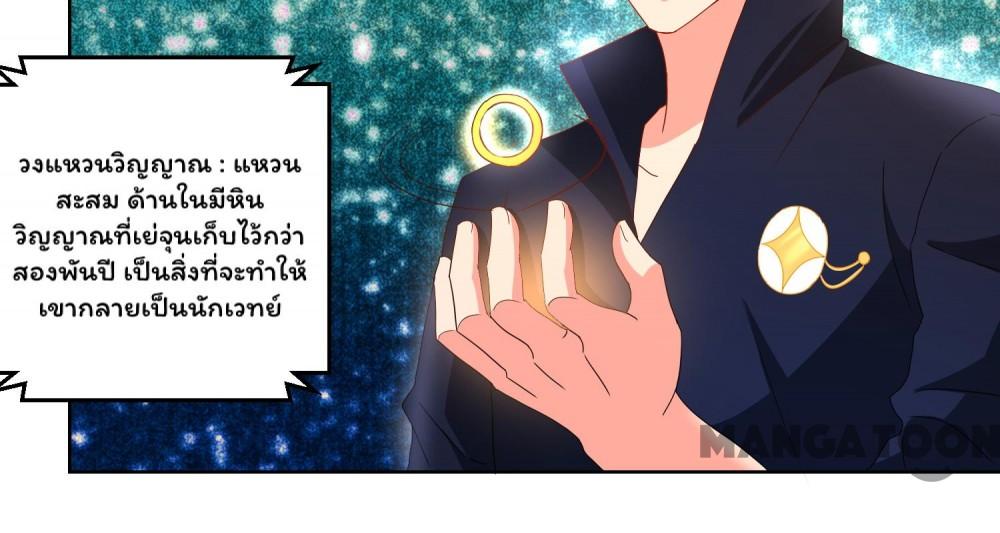 วงแหวนวิญญาณ : แหวน
สะสม ด้านในมีหิน
วิญญาณที่เย่จุนเก็บไว้กว่า
สองพันปี เป็นสิ่งที่จะทำให้
เขากลายเป็นนักเวทย์
MANGATOON